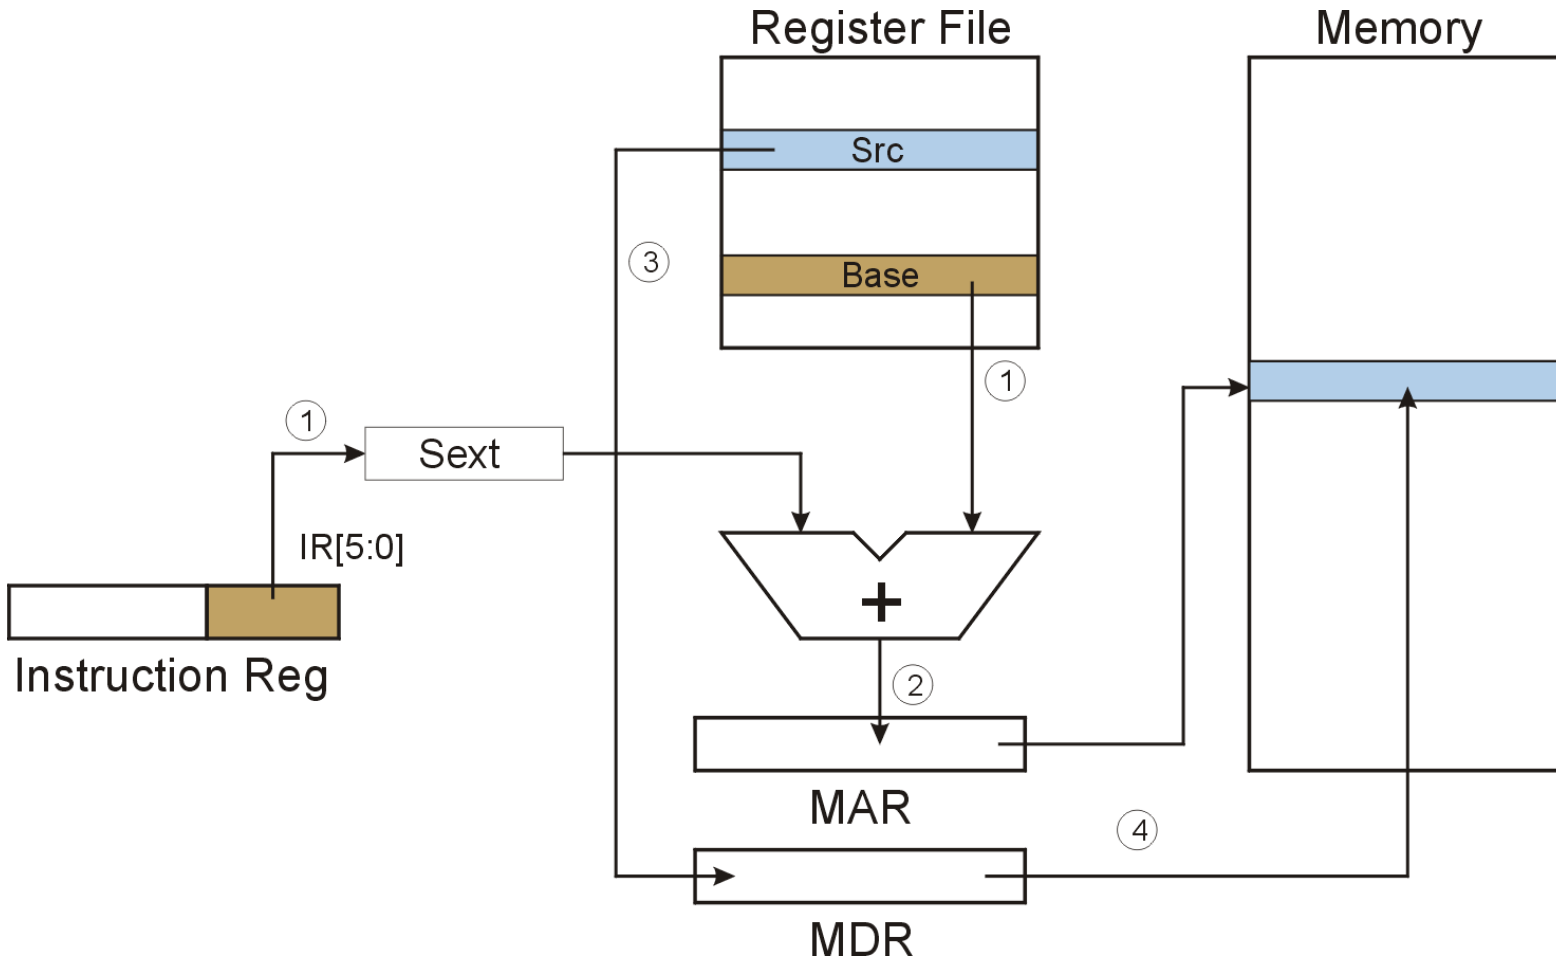 Register File
Memory
Src
3
Base
1
1
Sext
IR[5:0]
+
Instruction Reg
2
MAR
4
MDR